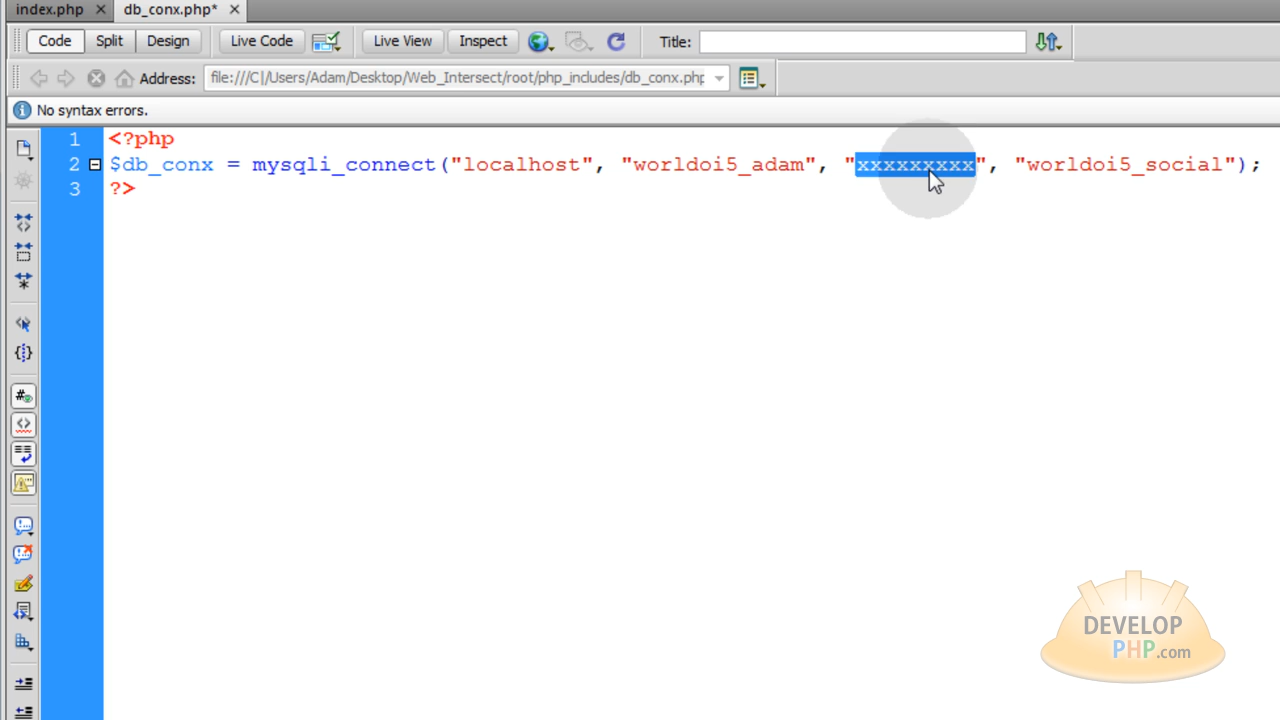 index.php db_conx.php*
Code Split Design Live Code Live View Inspect Title:
Address: file:///C|/Users/Adam/Desktop/Web_Intersect/root/php_includes/db_conx.php
No syntax errors.
1 <?php
2 $db_conx = mysqli_connect("localhost", "worldoi5_adam", "xxxxxxxxx", "worldoi5_social");
3 ?>
DEVELOP
PHP.com